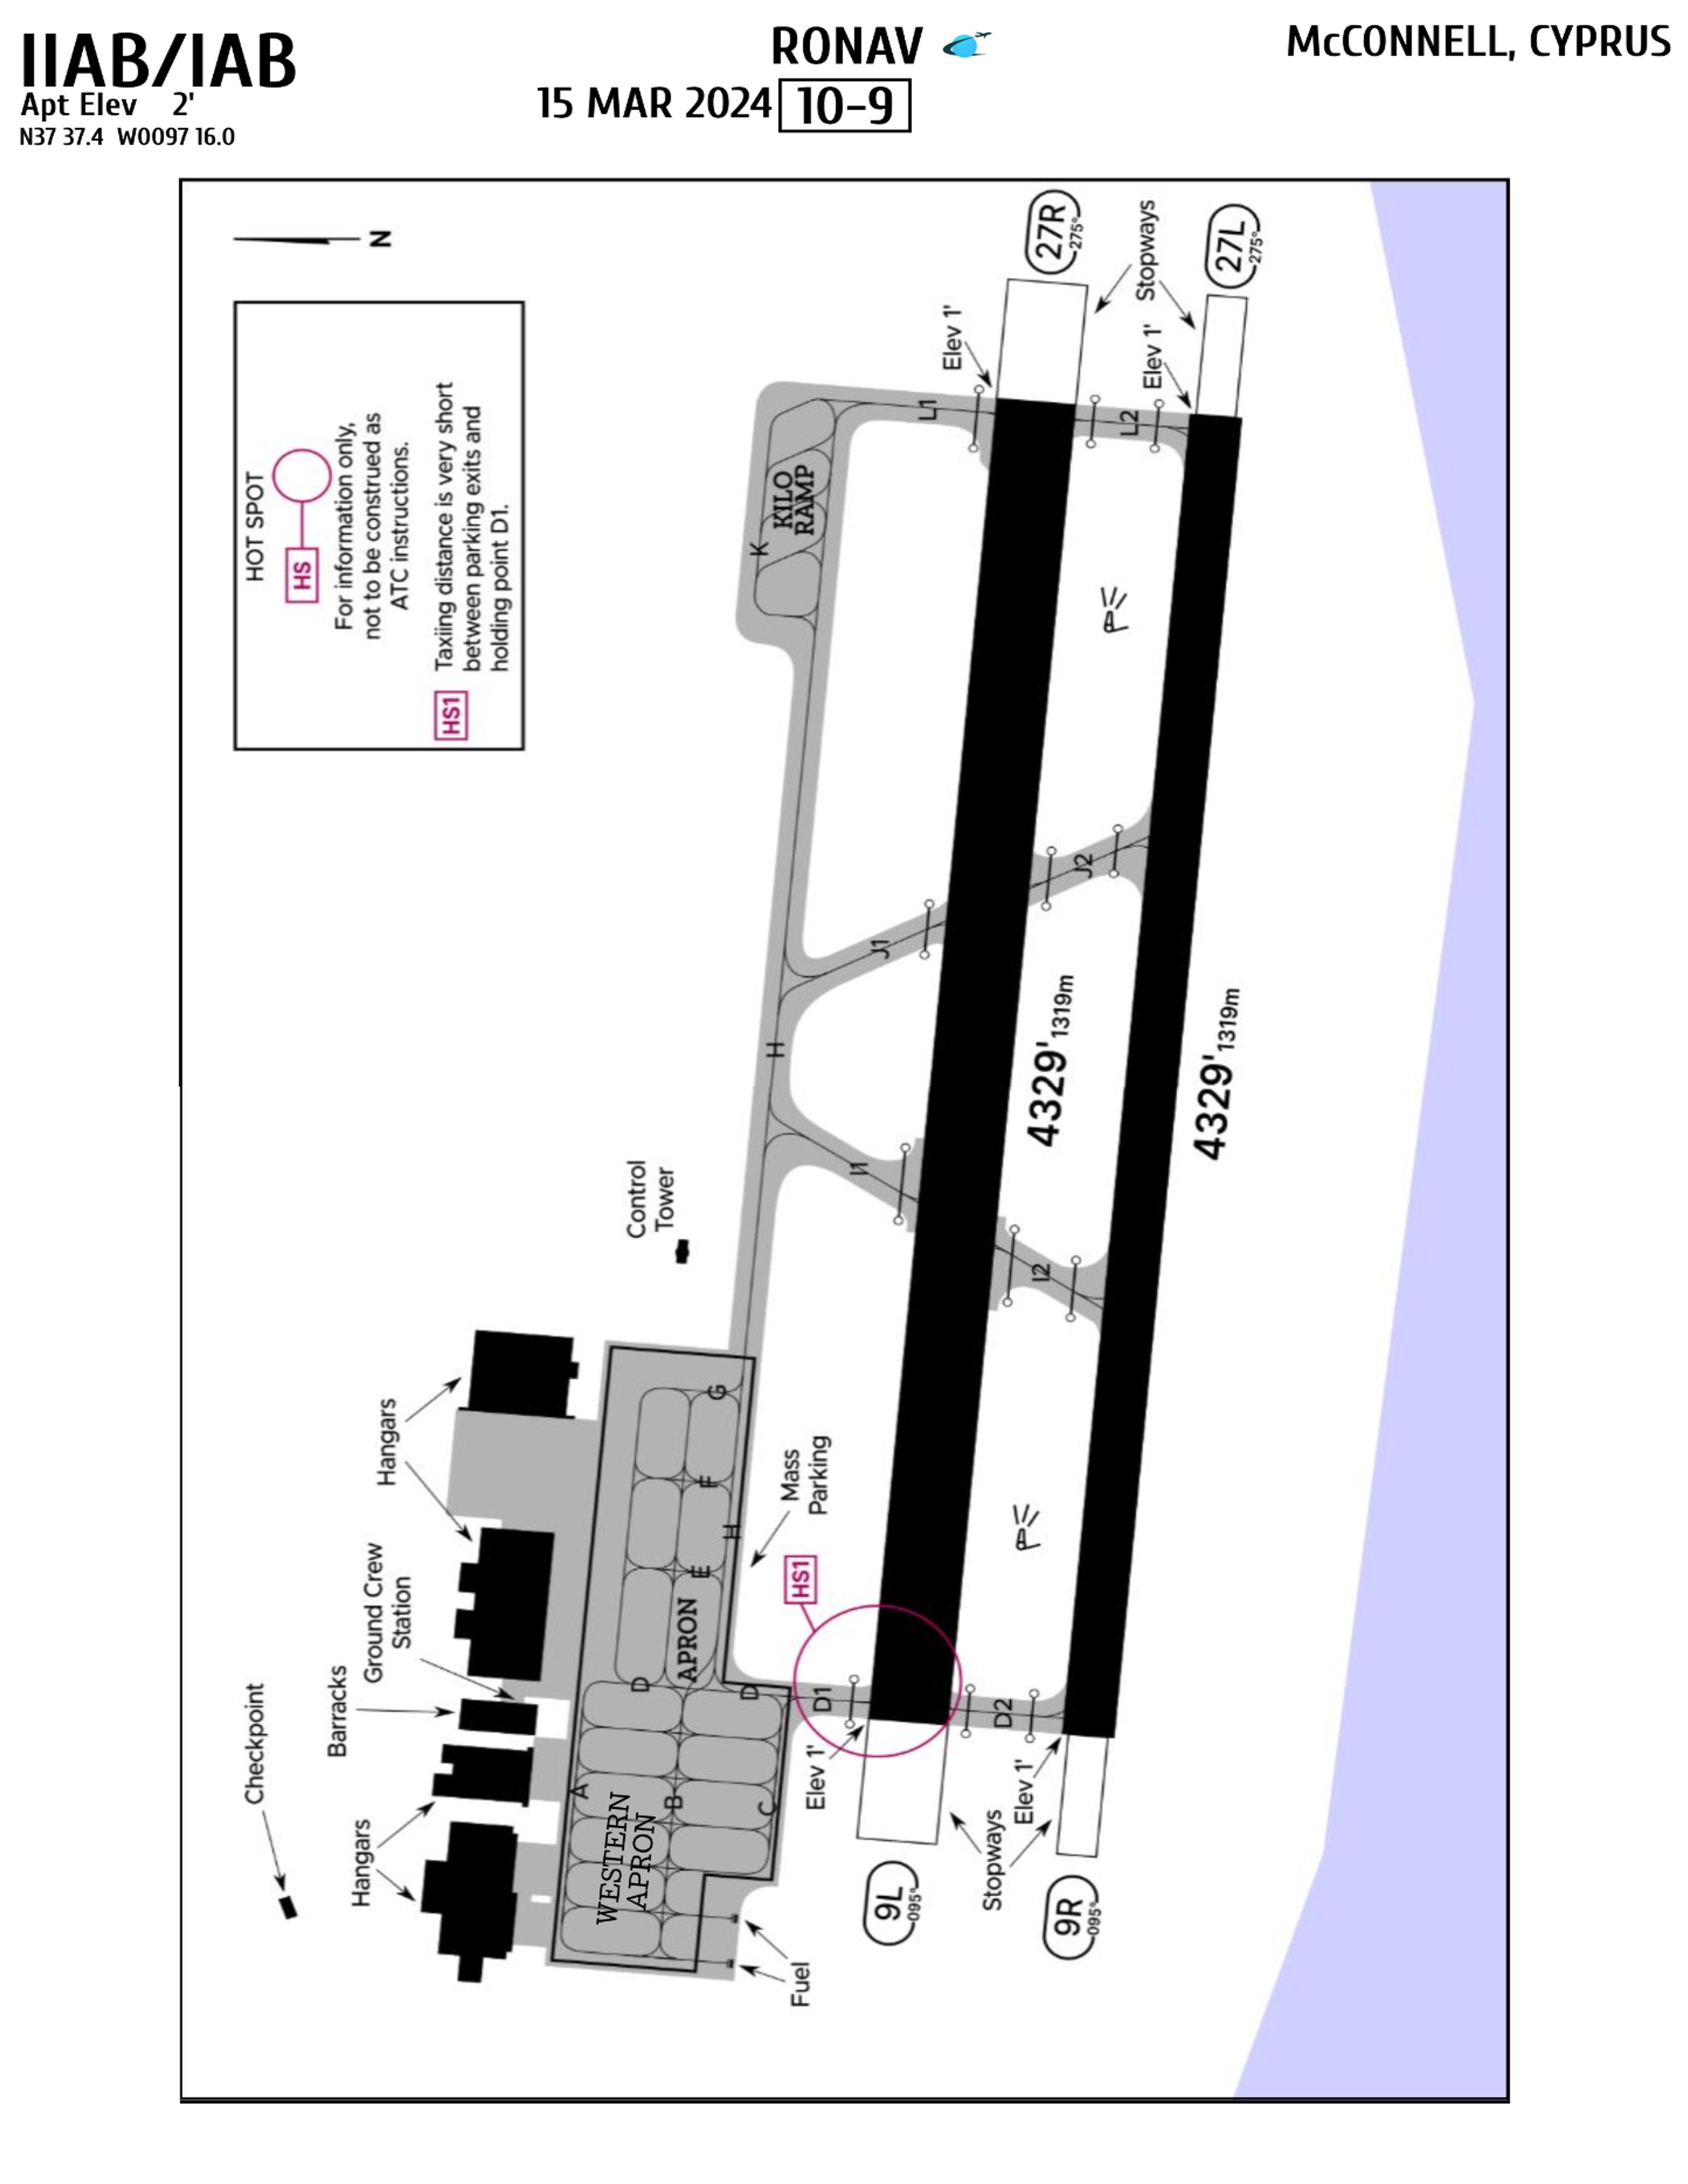 IIAB/IAB
Apt Elev 2'
N37 37.4 W0097 16.0
RONAV
15 MAR 2024 10-9
McCONNELL, CYPRUS
N
HOT SPOT
HS
For information only,
not to be construed as
ATC instructions.
HS1
Taxiing distance is very short
between parking exits and
holding point D1.
Checkpoint
Hangars
Barracks
Ground Crew
Station
Hangars
Control
Tower
WESTERN
APRON
A
B
C
D
D
APRON
E
F
G
H
Mass
Parking
Fuel
H
K
KILO
RAMP
HS1
D1
I1
J1
L1
Elev 1'
Elev 1'
9L
095°
4329' 1319m
27R
275°
D2
I2
J2
L2
Elev 1'
Elev 1'
Stopways
Stopways
9R
095°
4329' 1319m
27L
275°